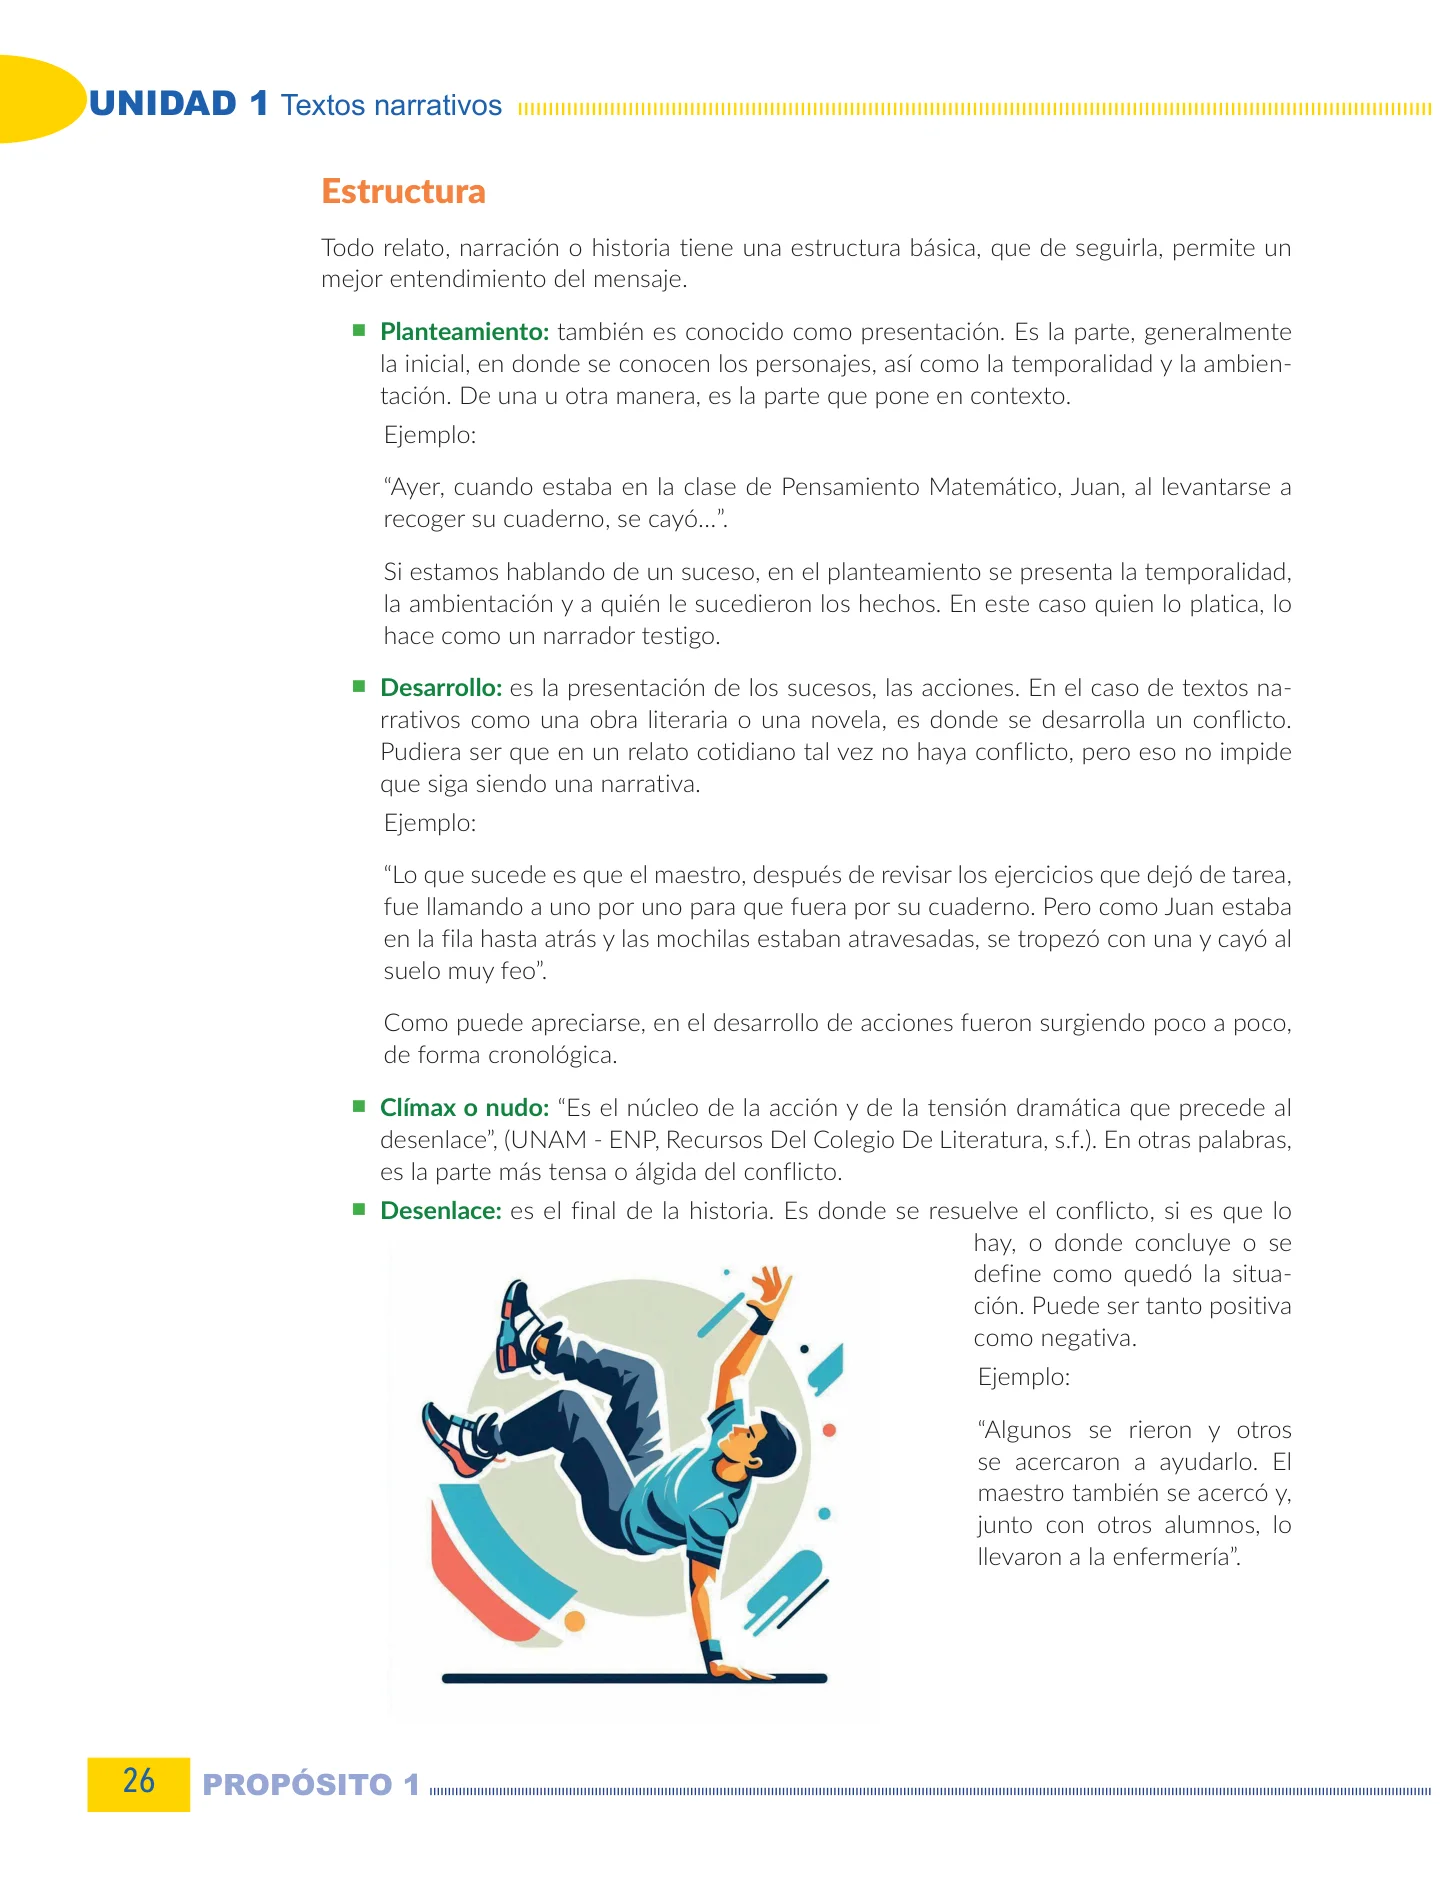 UNIDAD 1 Textos narrativos
Estructura
Todo relato, narración o historia tiene una estructura básica, que de seguirla, permite un
mejor entendimiento del mensaje.
Planteamiento: también es conocido como presentación. Es la parte, generalmente
la inicial, en donde se conocen los personajes, así como la temporalidad y la ambien-
tación. De una u otra manera, es la parte que pone en contexto.
Ejemplo:
“Ayer, cuando estaba en la clase de Pensamiento Matemático, Juan, al levantarse a
recoger su cuaderno, se cayó…”.
Si estamos hablando de un suceso, en el planteamiento se presenta la temporalidad,
la ambientación y a quién le sucedieron los hechos. En este caso quien lo platica, lo
hace como un narrador testigo.
Desarrollo: es la presentación de los sucesos, las acciones. En el caso de textos na-
rrativos como una obra literaria o una novela, es donde se desarrolla un conflicto.
Pudiera ser que en un relato cotidiano tal vez no haya conflicto, pero eso no impide
que siga siendo una narrativa.
Ejemplo:
“Lo que sucede es que el maestro, después de revisar los ejercicios que dejó de tarea,
fue llamando a uno por uno para que fuera por su cuaderno. Pero como Juan estaba
en la fila hasta atrás y las mochilas estaban atravesadas, se tropezó con una y cayó al
suelo muy feo”.
Como puede apreciarse, en el desarrollo de acciones fueron surgiendo poco a poco,
de forma cronológica.
Clímax o nudo: “Es el núcleo de la acción y de la tensión dramática que precede al
desenlace”, (UNAM - ENP, Recursos Del Colegio De Literatura, s.f.). En otras palabras,
es la parte más tensa o álgida del conflicto.
Desenlace: es el final de la historia. Es donde se resuelve el conflicto, si es que lo
hay, o donde concluye o se
define como quedó la situa-
ción. Puede ser tanto positiva
como negativa.
Ejemplo:
“Algunos se rieron y otros
se acercaron a ayudarlo. El
maestro también se acercó y,
junto con otros alumnos, lo
llevaron a la enfermería”.
26 PROPÓSITO 1